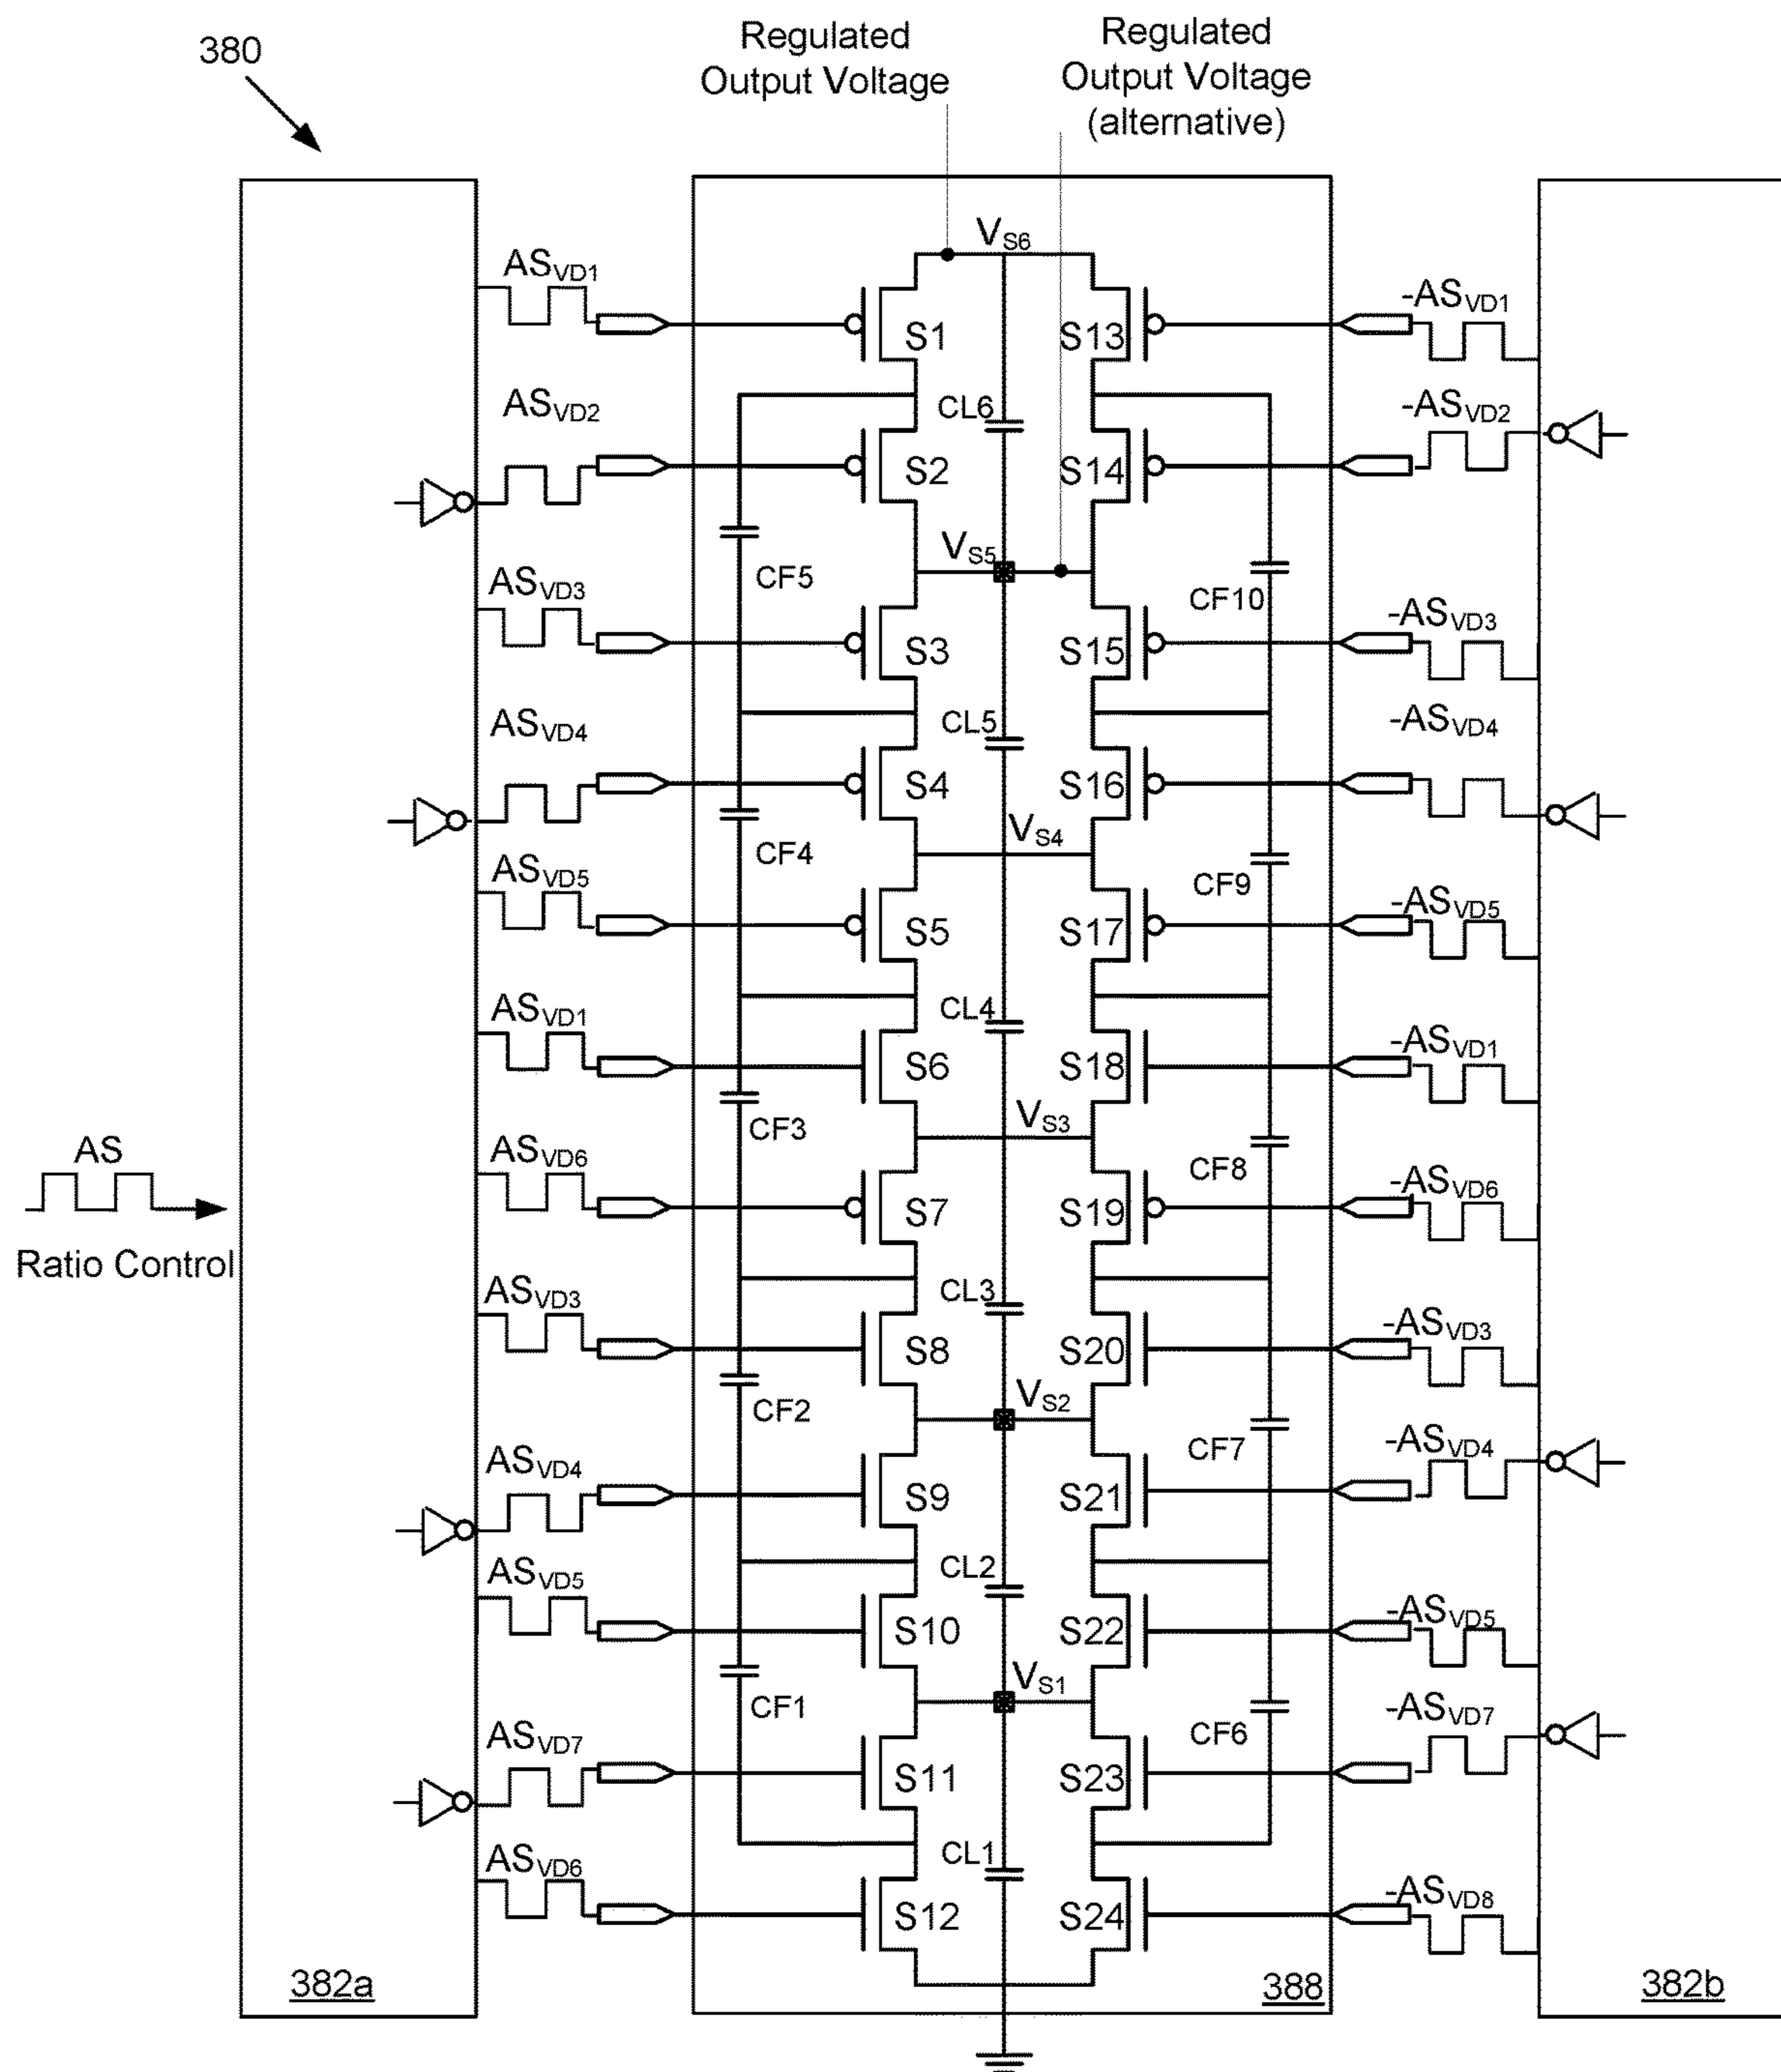 380
Regulated
Output Voltage
Regulated
Output Voltage
(alternative)
VS6
ASVD1
S1
S13
-ASVD1
ASVD2
CL6
-ASVD2
S2
S14
VS5
CF5
CF10
ASVD3
-ASVD3
S3
S15
ASVD4
CL5
-ASVD4
S4
S16
VS4
CF4
CF9
ASVD5
-ASVD5
S5
S17
ASVD1
CL4
-ASVD1
S6
S18
VS3
CF3
CF8
AS
Ratio Control
ASVD6
-ASVD6
S7
S19
ASVD3
CL3
-ASVD3
S8
S20
VS2
CF2
CF7
ASVD4
-ASVD4
S9
S21
ASVD5
CL2
-ASVD5
S10
S22
VS1
CF1
CF6
ASVD7
-ASVD7
S11
S23
ASVD6
CL1
-ASVD8
S12
S24
382a
388
382b